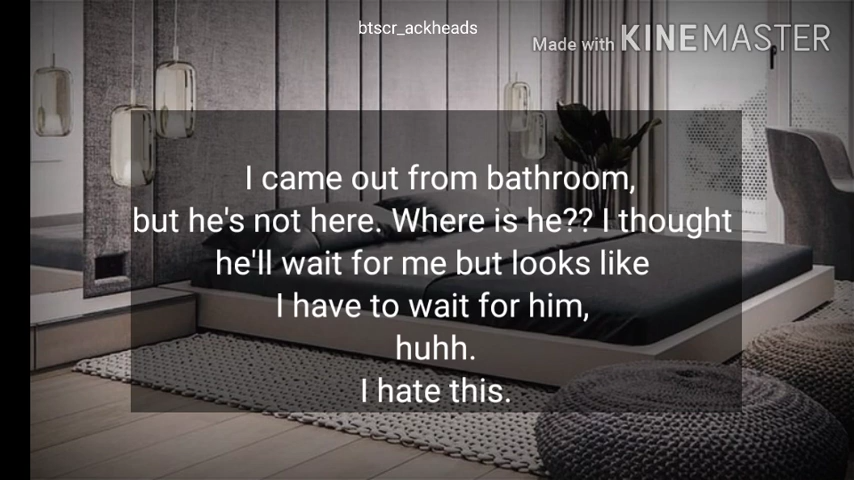 btscr_ackheads
Made with KINEMASTER
I came out from bathroom,
but he's not here. Where is he?? I thought
he'll wait for me but looks like
I have to wait for him,
huhh.
I hate this.